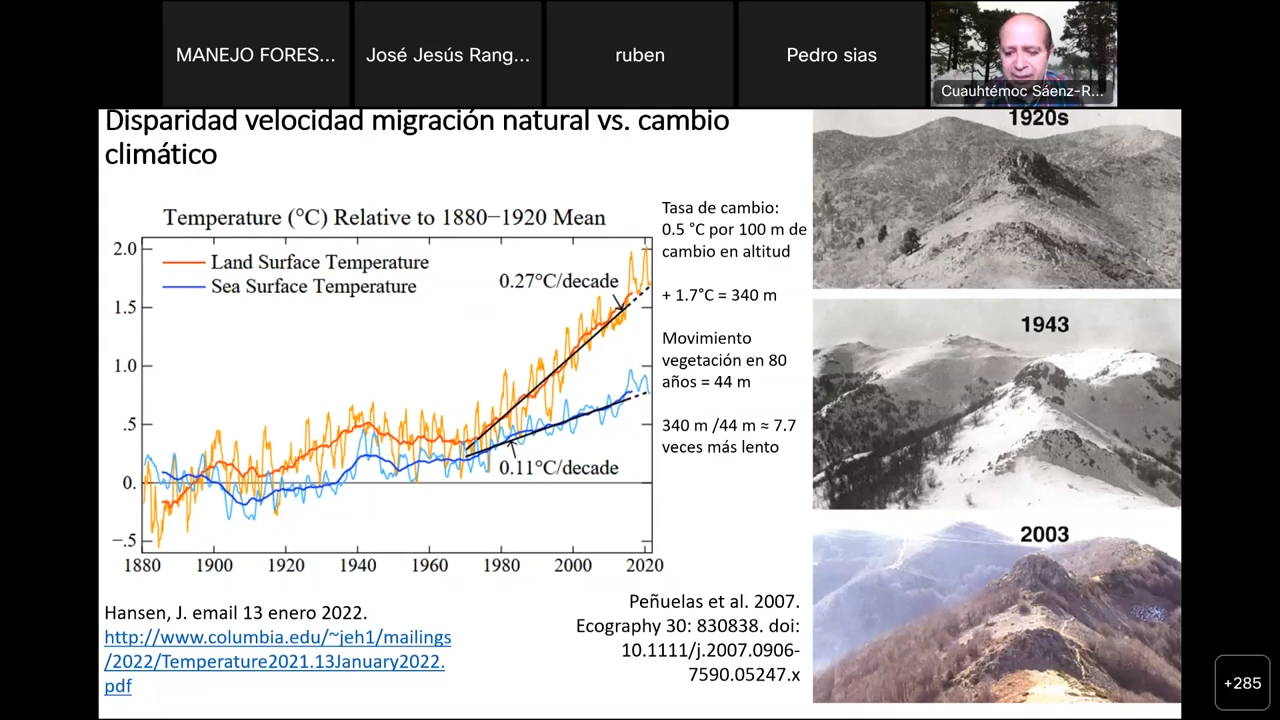 MANEJO FORES...
José Jesús Rang...
ruben
Pedro sias
Cuauhtémoc Sáenz-R...
Disparidad velocidad migración natural vs. cambio
climático
Temperature (°C) Relative to 1880−1920 Mean
2.0
1.5
1.0
.5
0.
−.5
Land Surface Temperature
Sea Surface Temperature
0.27°C/decade
0.11°C/decade
1880
1900
1920
1940
1960
1980
2000
2020
Tasa de cambio:
0.5 °C por 100 m de
cambio en altitud
+ 1.7°C = 340 m
Movimiento
vegetación en 80
años = 44 m
340 m /44 m ≈ 7.7
veces más lento
1920s
1943
2003
Hansen, J. email 13 enero 2022.
http://www.columbia.edu/~jeh1/mailings
/2022/Temperature2021.13January2022.
pdf
Peñuelas et al. 2007.
Ecography 30: 830838. doi:
10.1111/j.2007.0906-
7590.05247.x
+285